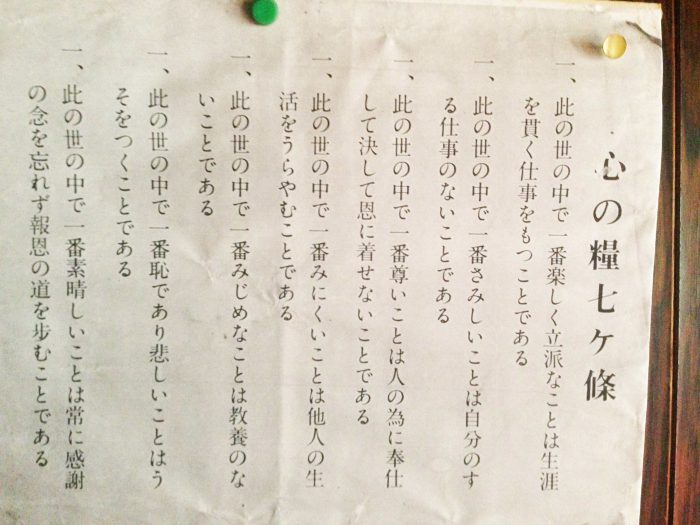 心の糧七ヶ條
一、此の世の中で一番楽しく立派なことは生涯
を貫く仕事をもつことである
一、此の世の中で一番さみしいことは自分のす
る仕事のないことである
一、此の世の中で一番尊いことは人の為に奉仕
して決して恩に着せないことである
一、此の世の中で一番みにくいことは他人の生
活をうらやむことである
一、此の世の中で一番みじめなことは教養のな
いことである
一、此の世の中で一番恥であり悲しいことはう
そをつくことである
一、此の世の中で一番素晴しいことは常に感謝
の念を忘れず報恩の道を歩むことである